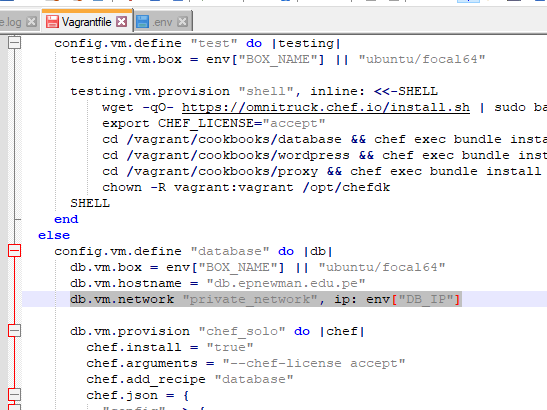 e.log Vagrantfile .env
config.vm.define "test" do |testing|
testing.vm.box = env["BOX_NAME"] || "ubuntu/focal64"
testing.vm.provision "shell", inline: <<-SHELL
wget -qO- https://omnitruck.chef.io/install.sh | sudo ba
export CHEF_LICENSE="accept"
cd /vagrant/cookbooks/database && chef exec bundle insta
cd /vagrant/cookbooks/wordpress && chef exec bundle inst
cd /vagrant/cookbooks/proxy && chef exec bundle install
chown -R vagrant:vagrant /opt/chefdk
SHELL
end
else
config.vm.define "database" do |db|
db.vm.box = env["BOX_NAME"] || "ubuntu/focal64"
db.vm.hostname = "db.epnewman.edu.pe"
db.vm.network "private_network", ip: env["DB_IP"]
db.vm.provision "chef_solo" do |chef|
chef.install = "true"
chef.arguments = "--chef-license accept"
chef.add_recipe "database"
chef.json = {